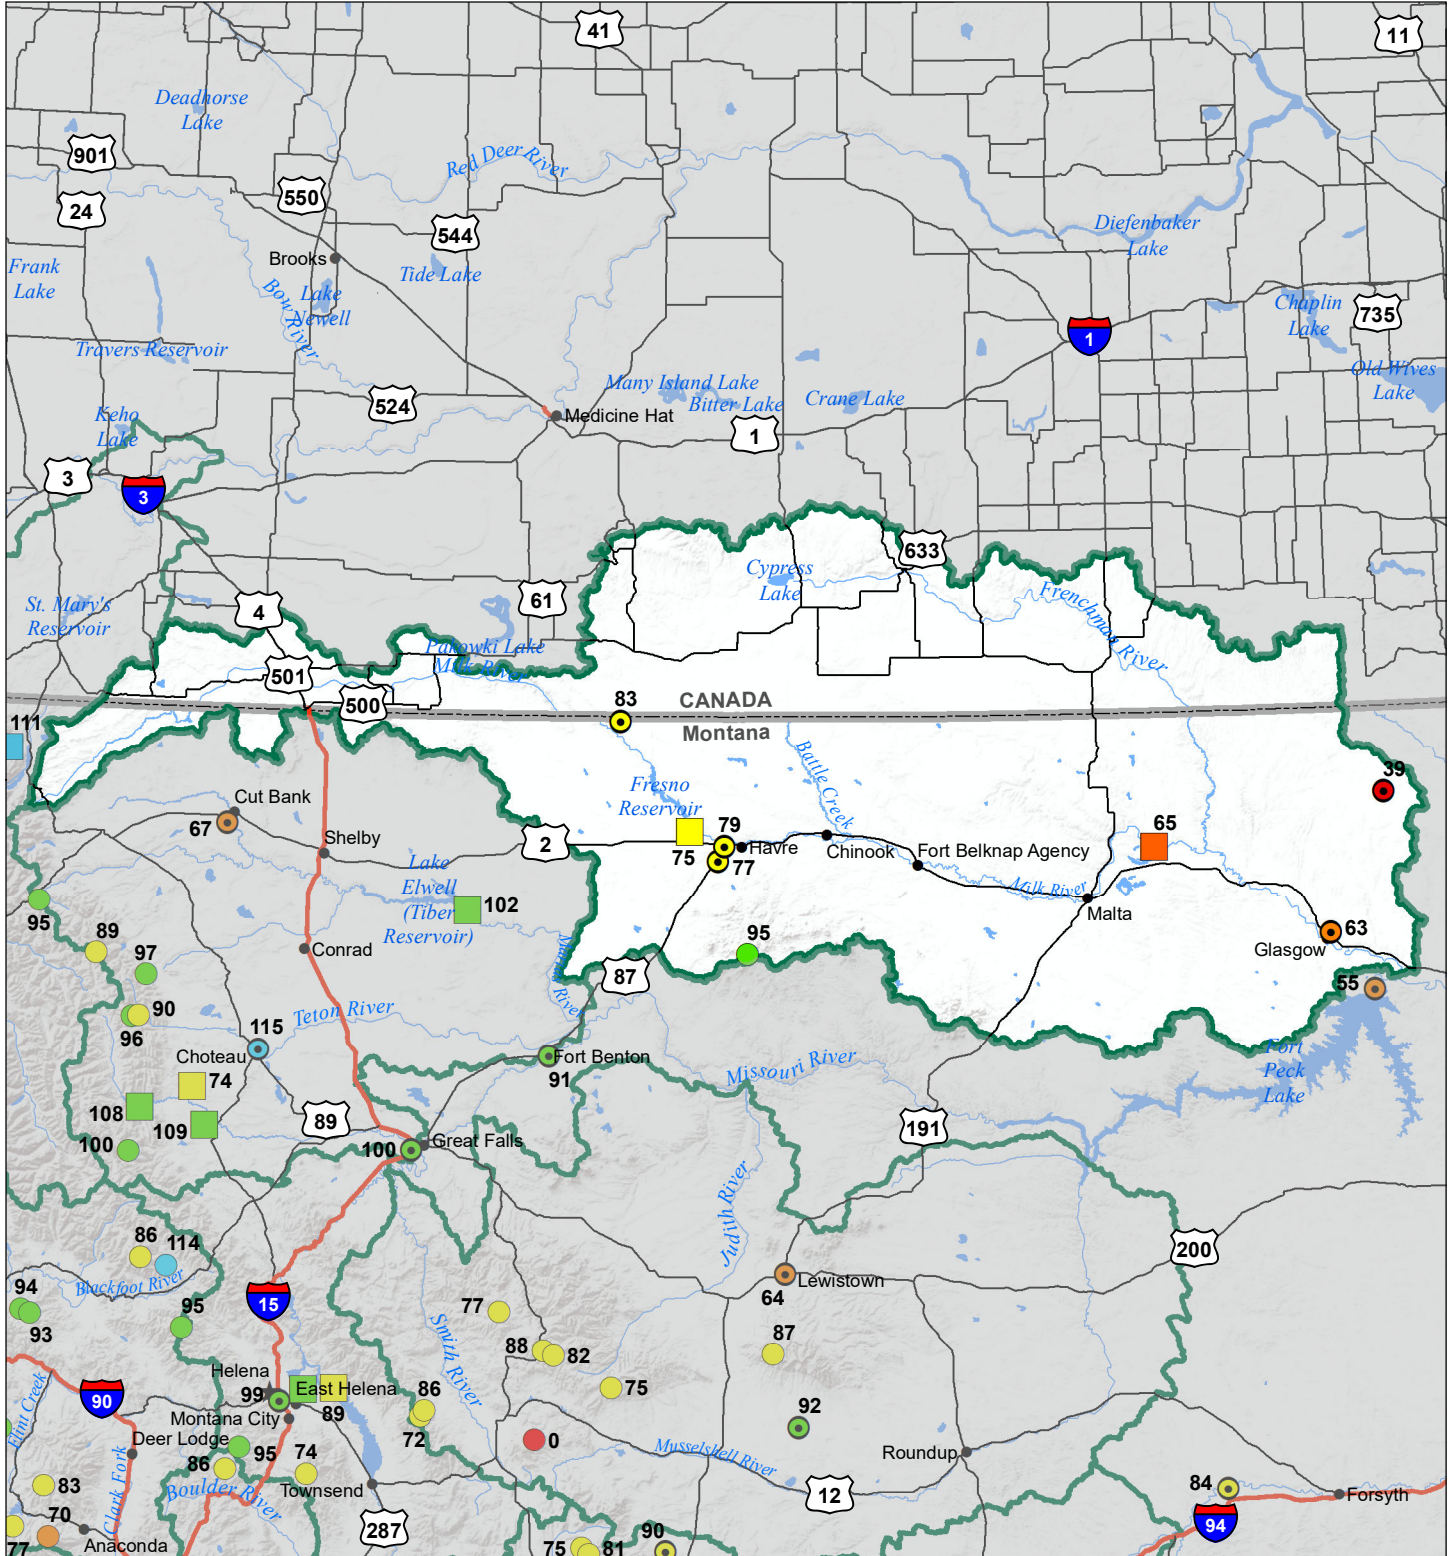 41
11
Deadhorse
Lake
901
Red Deer River
550
24
544
Diefenbaker
Lake
Brooks
Frank
Lake
Tide Lake
Lake
Newell
Bow River
Chaplin
Lake
735
1
Travers Reservoir
Many Island Lake
Bitter Lake
Crane Lake
Old Wives
Lake
524
Keho
Lake
Medicine Hat
1
3
3
633
Cypress
Lake
61
4
St. Mary's
Reservoir
Frenchman River
Pakowki Lake
Milk River
501
500
83
CANADA
Montana
111
Battle Creek
39
Fresno
Reservoir
Cut Bank
67
Shelby
2
75
79
Havre
77
Chinook
Fort Belknap Agency
65
Lake
Elwell
(Tiber
Reservoir)
102
Milk River
Malta
95
89
97
Conrad
95
63
Glasgow
Marias River
87
55
90
96
115
Teton River
Choteau
Fort Benton
91
Missouri River
Fort
Peck
Lake
74
108
109
89
191
100
100
Great Falls
Judith River
86
114
200
Blackfoot River
Lewistown
64
94
93
95
15
77
Smith River
88
82
87
Helena
99
East Helena
89
75
86
72
92
90
Montana City
Flint Creek
Deer Lodge
95
86
74
0
Musselshell River
Roundup
Clark Fork
Boulder River
Townsend
83
84
Forsyth
12
94
70
77
Anaconda
287
75
81
90